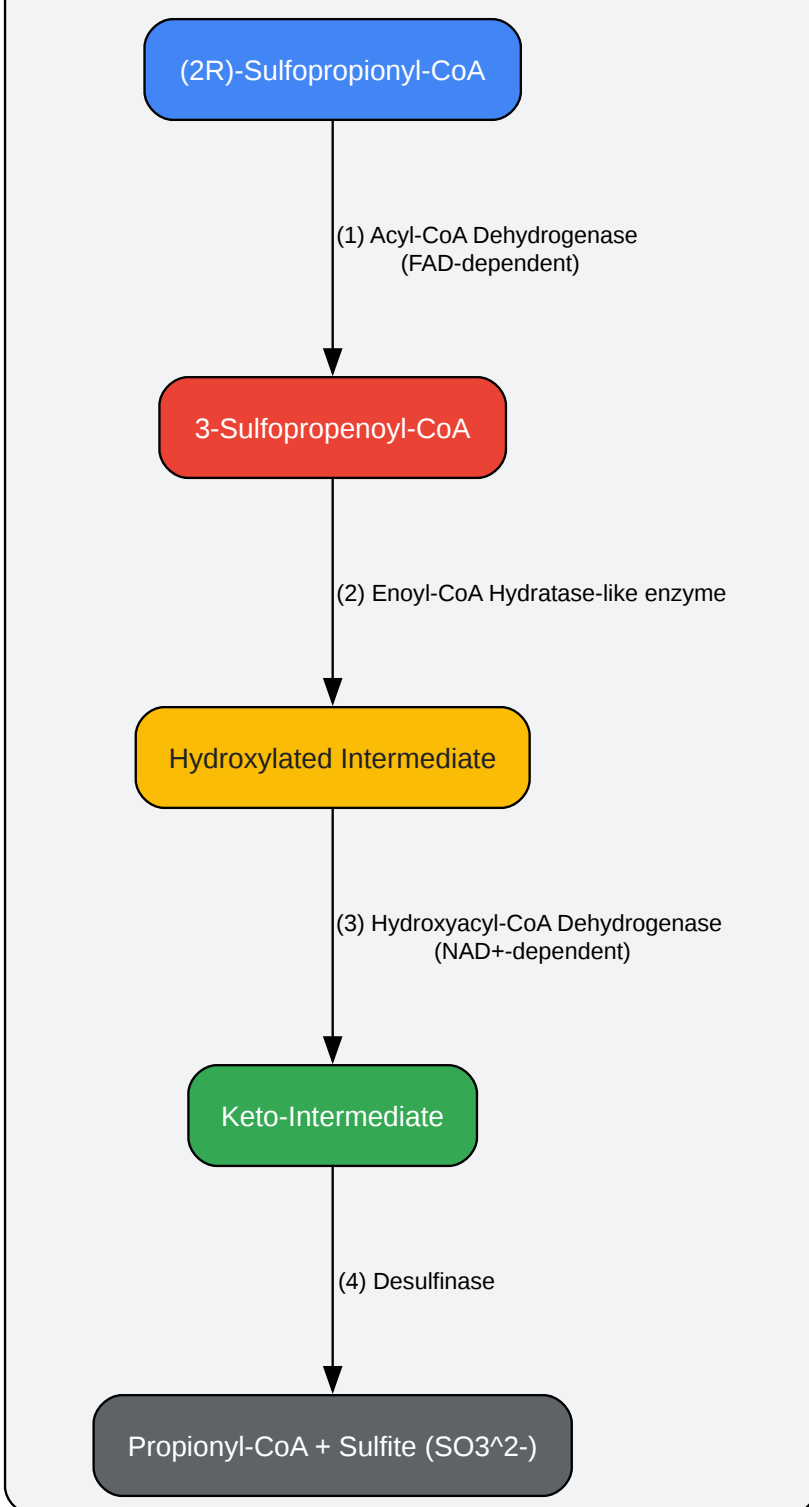 (2R)-Sulfopropionyl-CoA
(1) Acyl-CoA Dehydrogenase
(FAD-dependent)
3-Sulfopropenoyl-CoA
(2) Enoyl-CoA Hydratase-like enzyme
Hydroxylated Intermediate
(3) Hydroxyacyl-CoA Dehydrogenase
(NAD+-dependent)
Keto-Intermediate
(4) Desulfinase
Propionyl-CoA + Sulfite (SO3^2-)